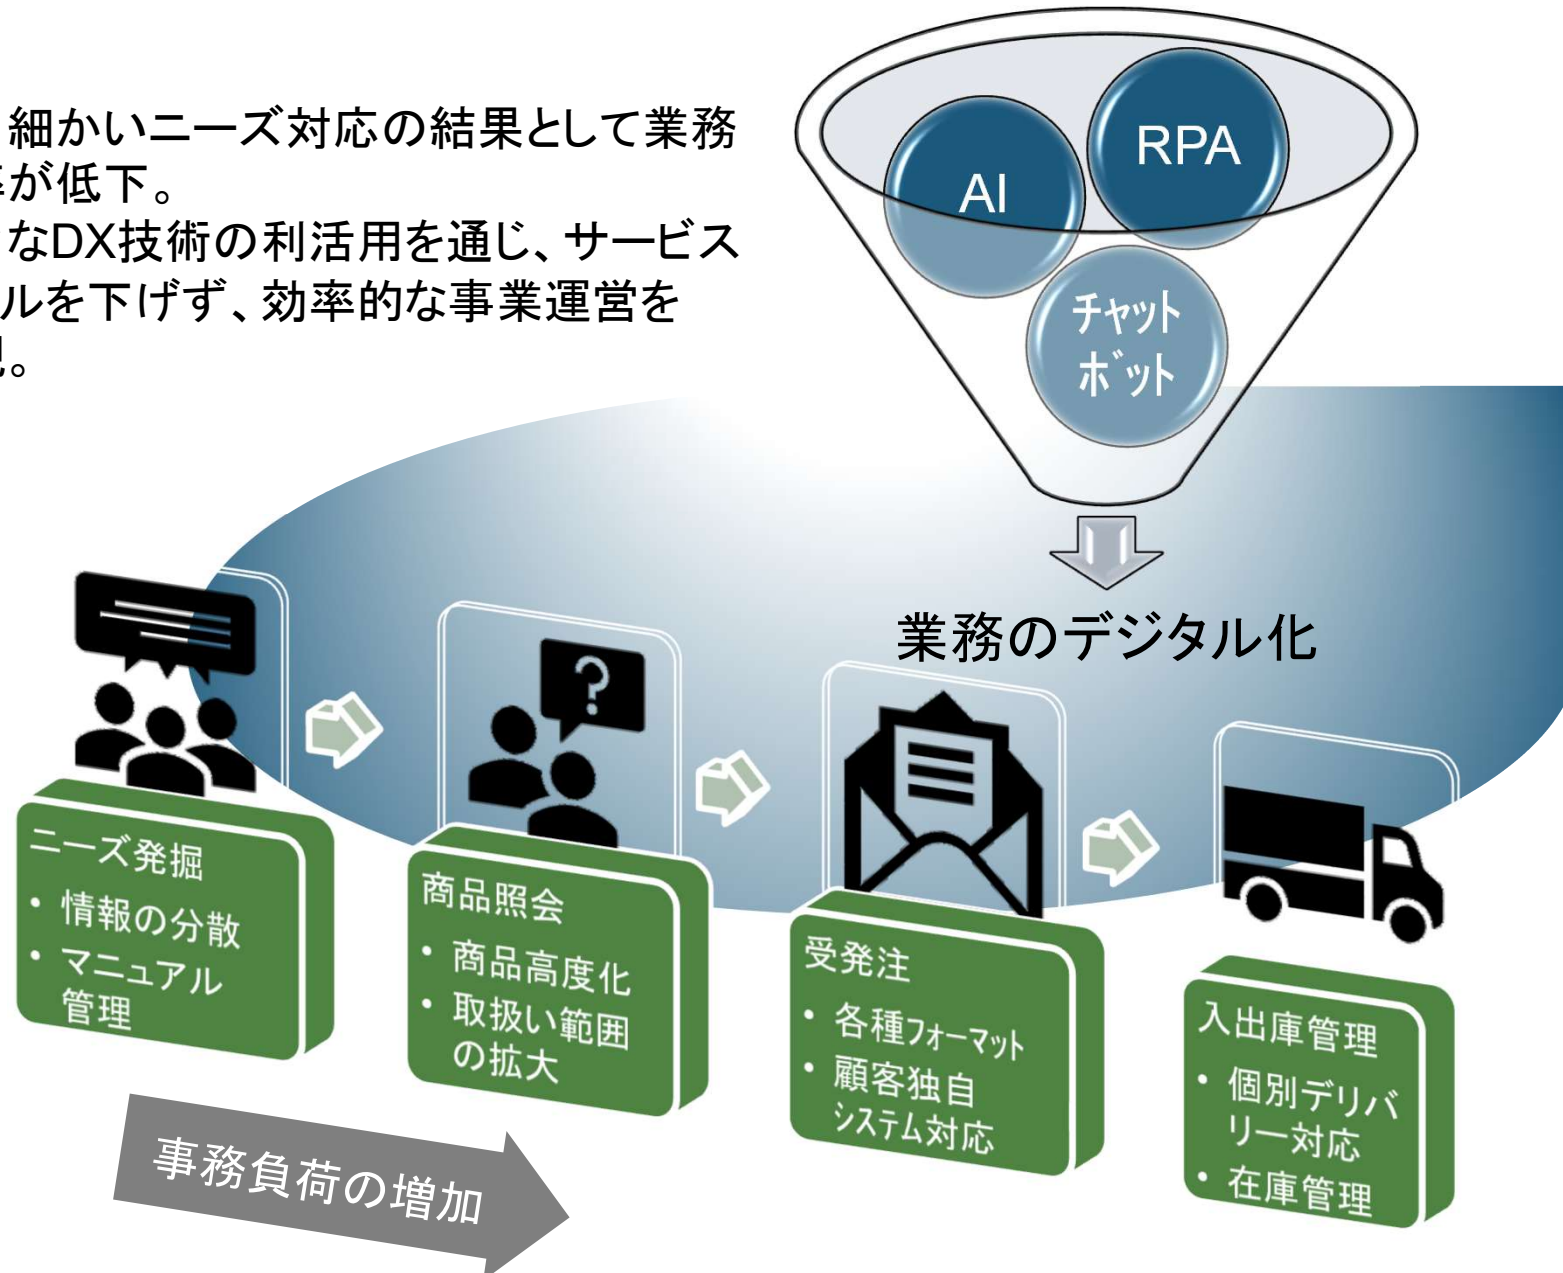 細かいニーズ対応の結果として業務
が低下。
なDX技術の利活用を通じ、サービス
ルを下げず、効率的な事業運営を
。
AI
RPA
チャット
ボット
業務のデジタル化
ニーズ発掘
• 情報の分散
• マニュアル
管理
商品照会
• 商品高度化
• 取扱い範囲
の拡大
受発注
• 各種フォーマット
• 顧客独自
システム対応
入出庫管理
• 個別デリバ
リー対応
• 在庫管理
事務負荷の増加
?